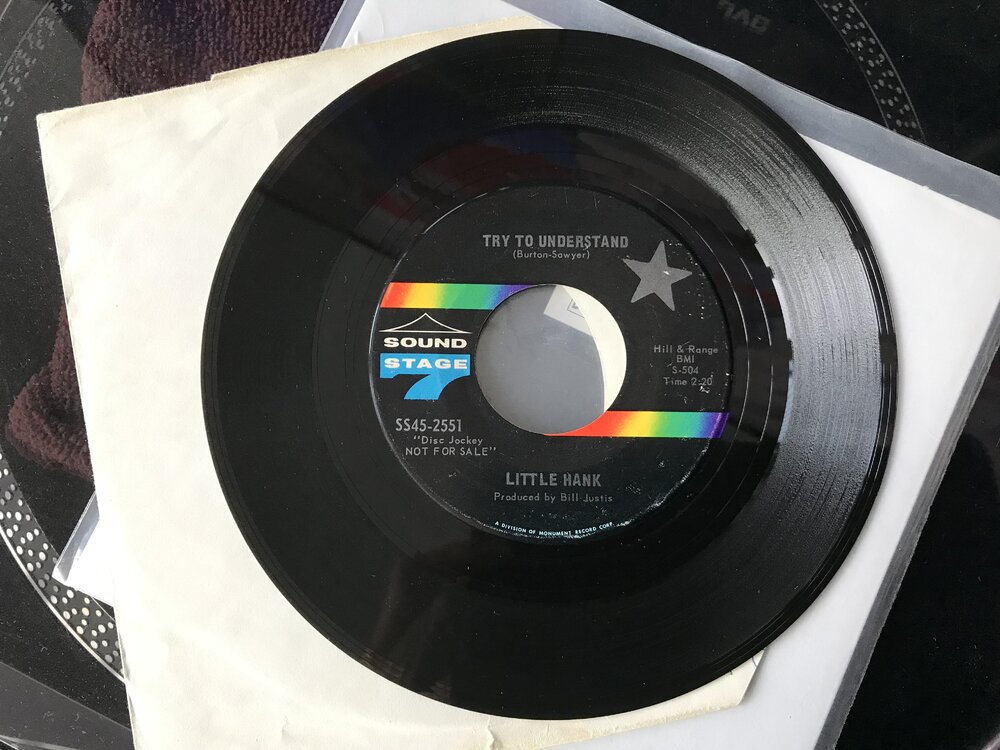 TRY TO UNDERSTAND
(Burton-Sawyer)
SOUND
STAGE
7
Hill & Range
BMI
S-504
Time 2:20
SS45-2551
"Disc Jockey
NOT FOR SALE"
LITTLE HANK
Produced by Bill Justis
A DIVISION OF MONUMENT RECORD CORP.